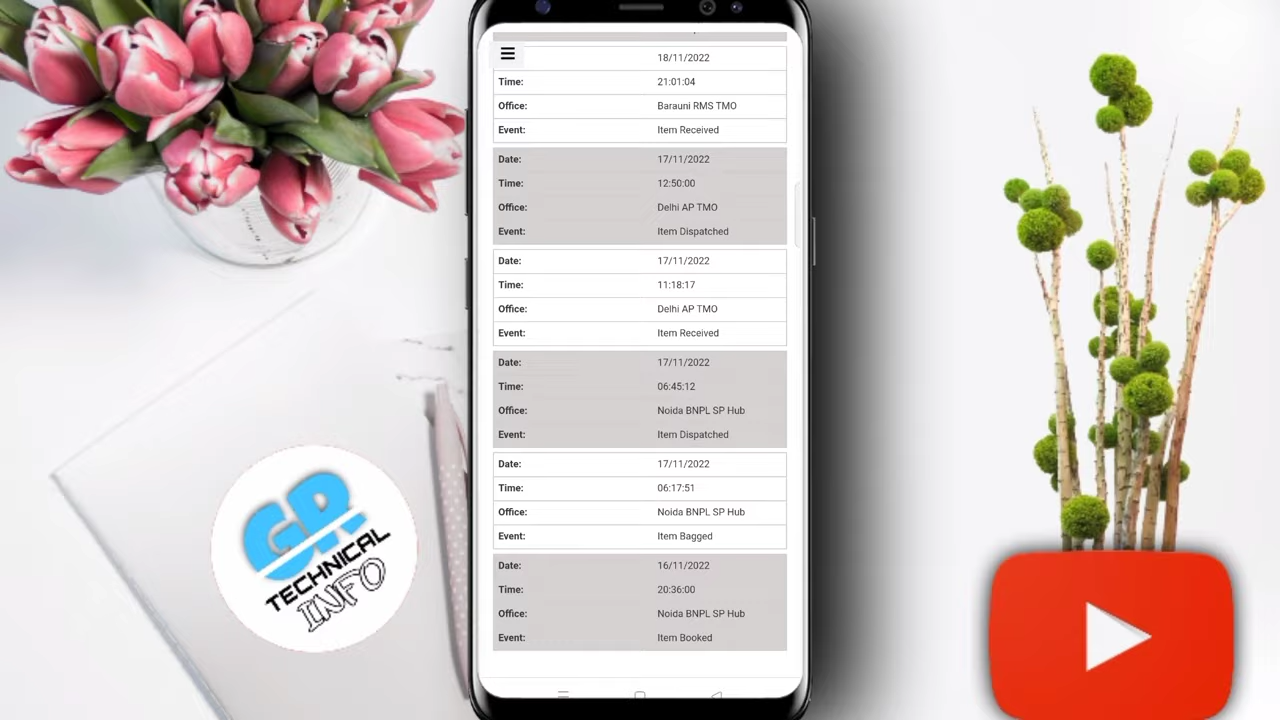 18/11/2022
Time: 21:01:04
Office: Barauni RMS TMO
Event: Item Received
Date: 17/11/2022
Time: 12:50:00
Office: Delhi AP TMO
Event: Item Dispatched
Date: 17/11/2022
Time: 11:18:17
Office: Delhi AP TMO
Event: Item Received
Date: 17/11/2022
Time: 06:45:12
Office: Noida BNPL SP Hub
Event: Item Dispatched
Date: 17/11/2022
Time: 06:17:51
Office: Noida BNPL SP Hub
Event: Item Bagged
Date: 16/11/2022
Time: 20:36:00
Office: Noida BNPL SP Hub
Event: Item Booked
GR
TECHNICAL
INFO